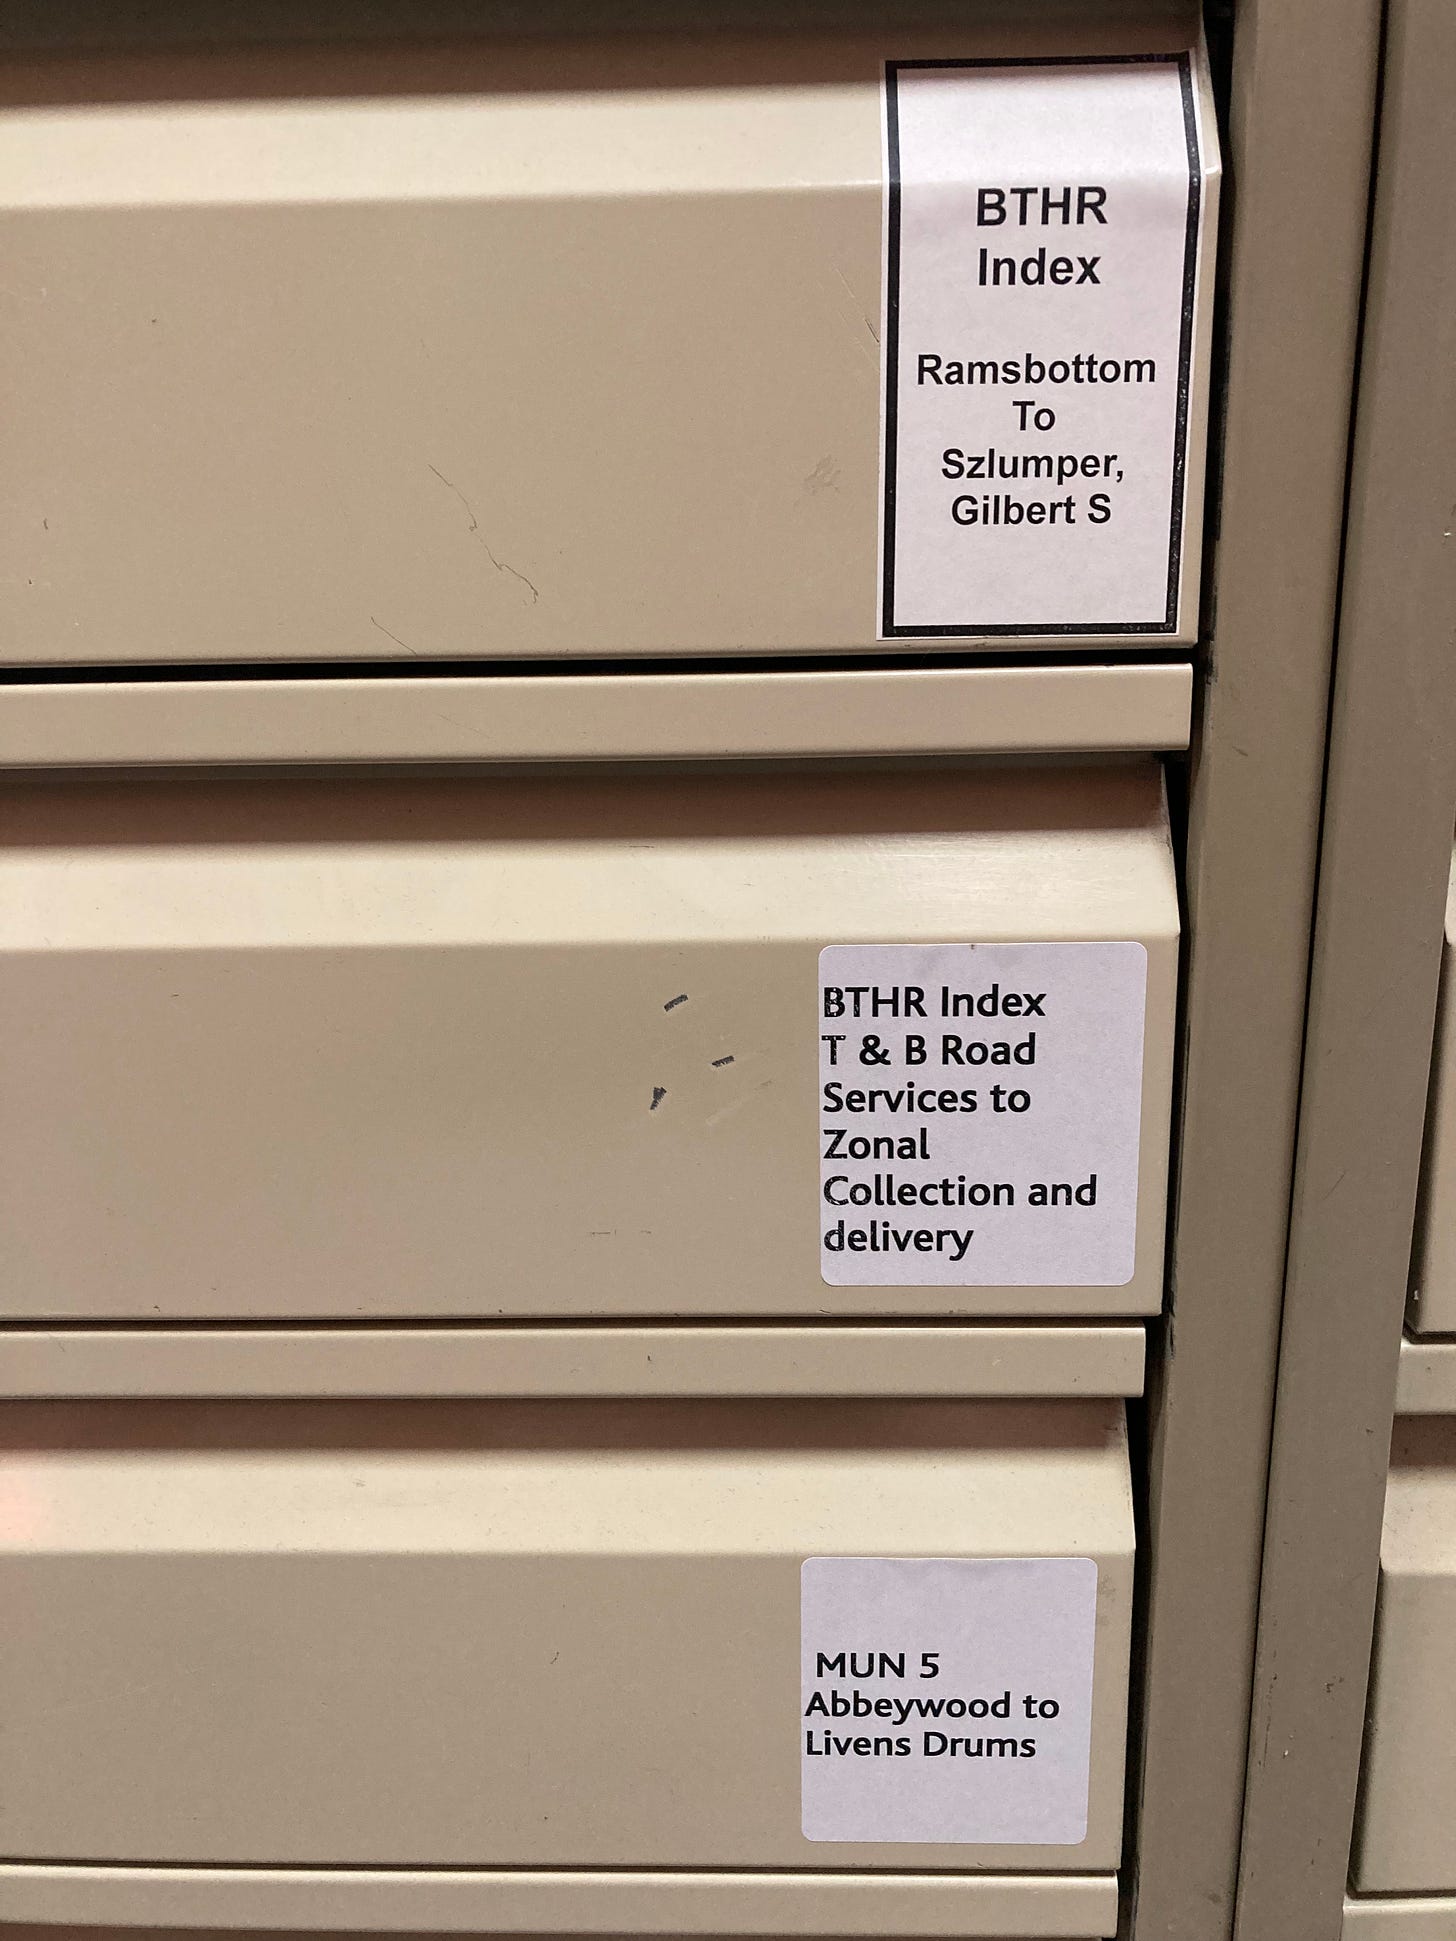 BTHR
Index
Ramsbottom
To
Szlumper,
Gilbert S
BTHR Index
T & B Road
Services to
Zonal
Collection and
delivery
MUN 5
Abbeywood to
Livens Drums